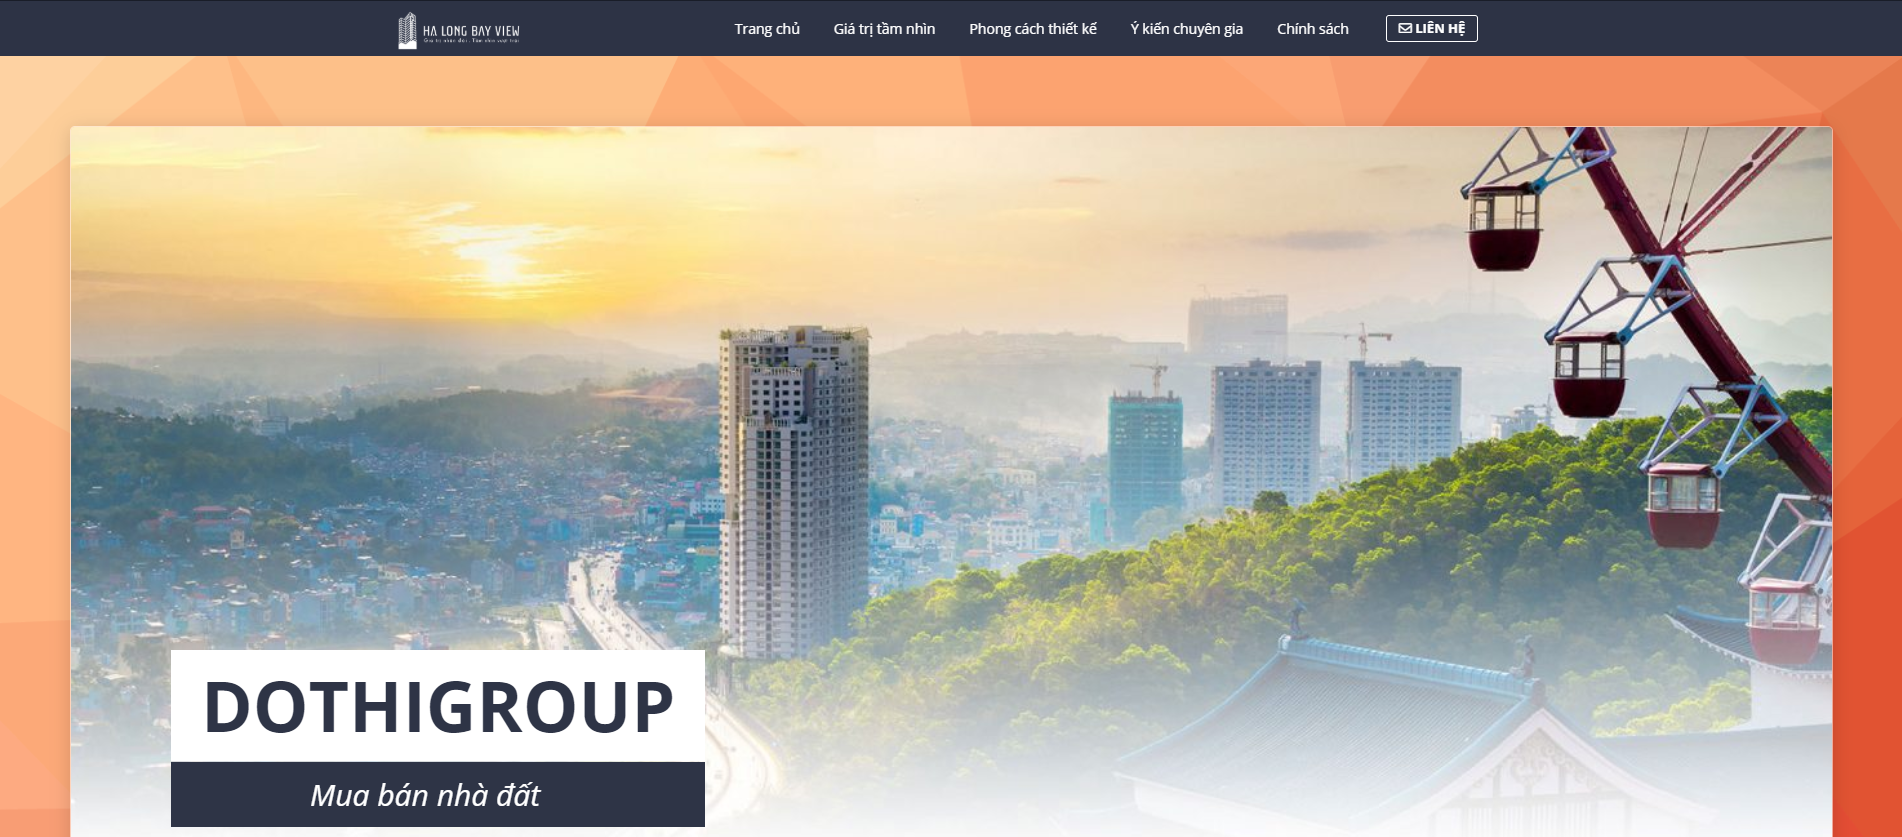 HA LONG BAY VIEW
Trang chủ
Giá trị tầm nhìn
Phong cách thiết kế
Ý kiến chuyên gia
Chính sách
LIÊN HỆ
DOTHIGROUP
Mua bán nhà đất